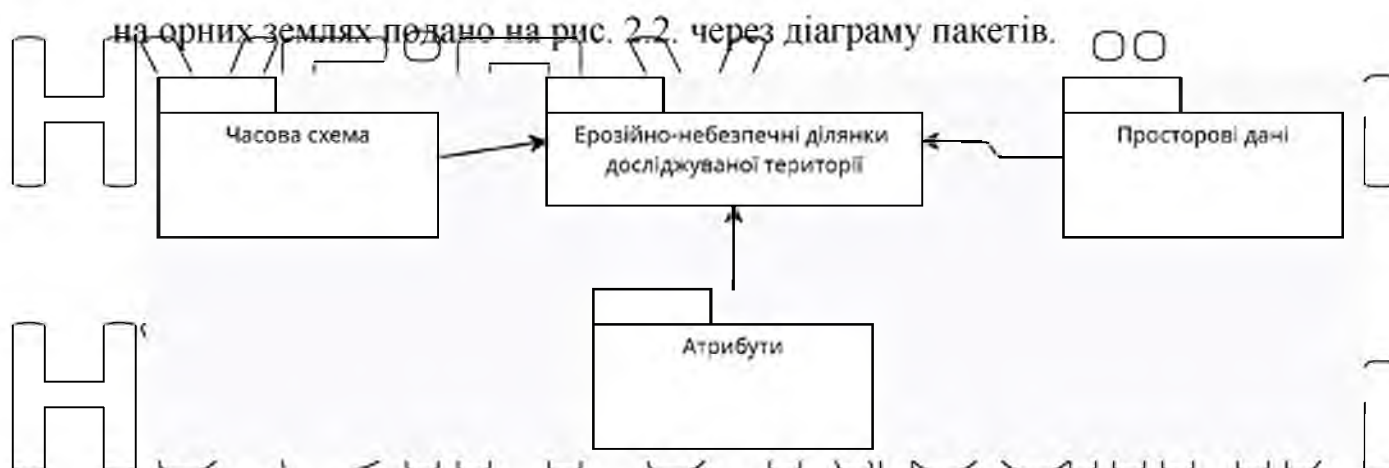 на орних землях подано на рис. 2.2. через діаграму пакетів.
Часова схема
Ерозійно-небезпечні ділянки
досліджуваної території
Просторові дані
Атрибути